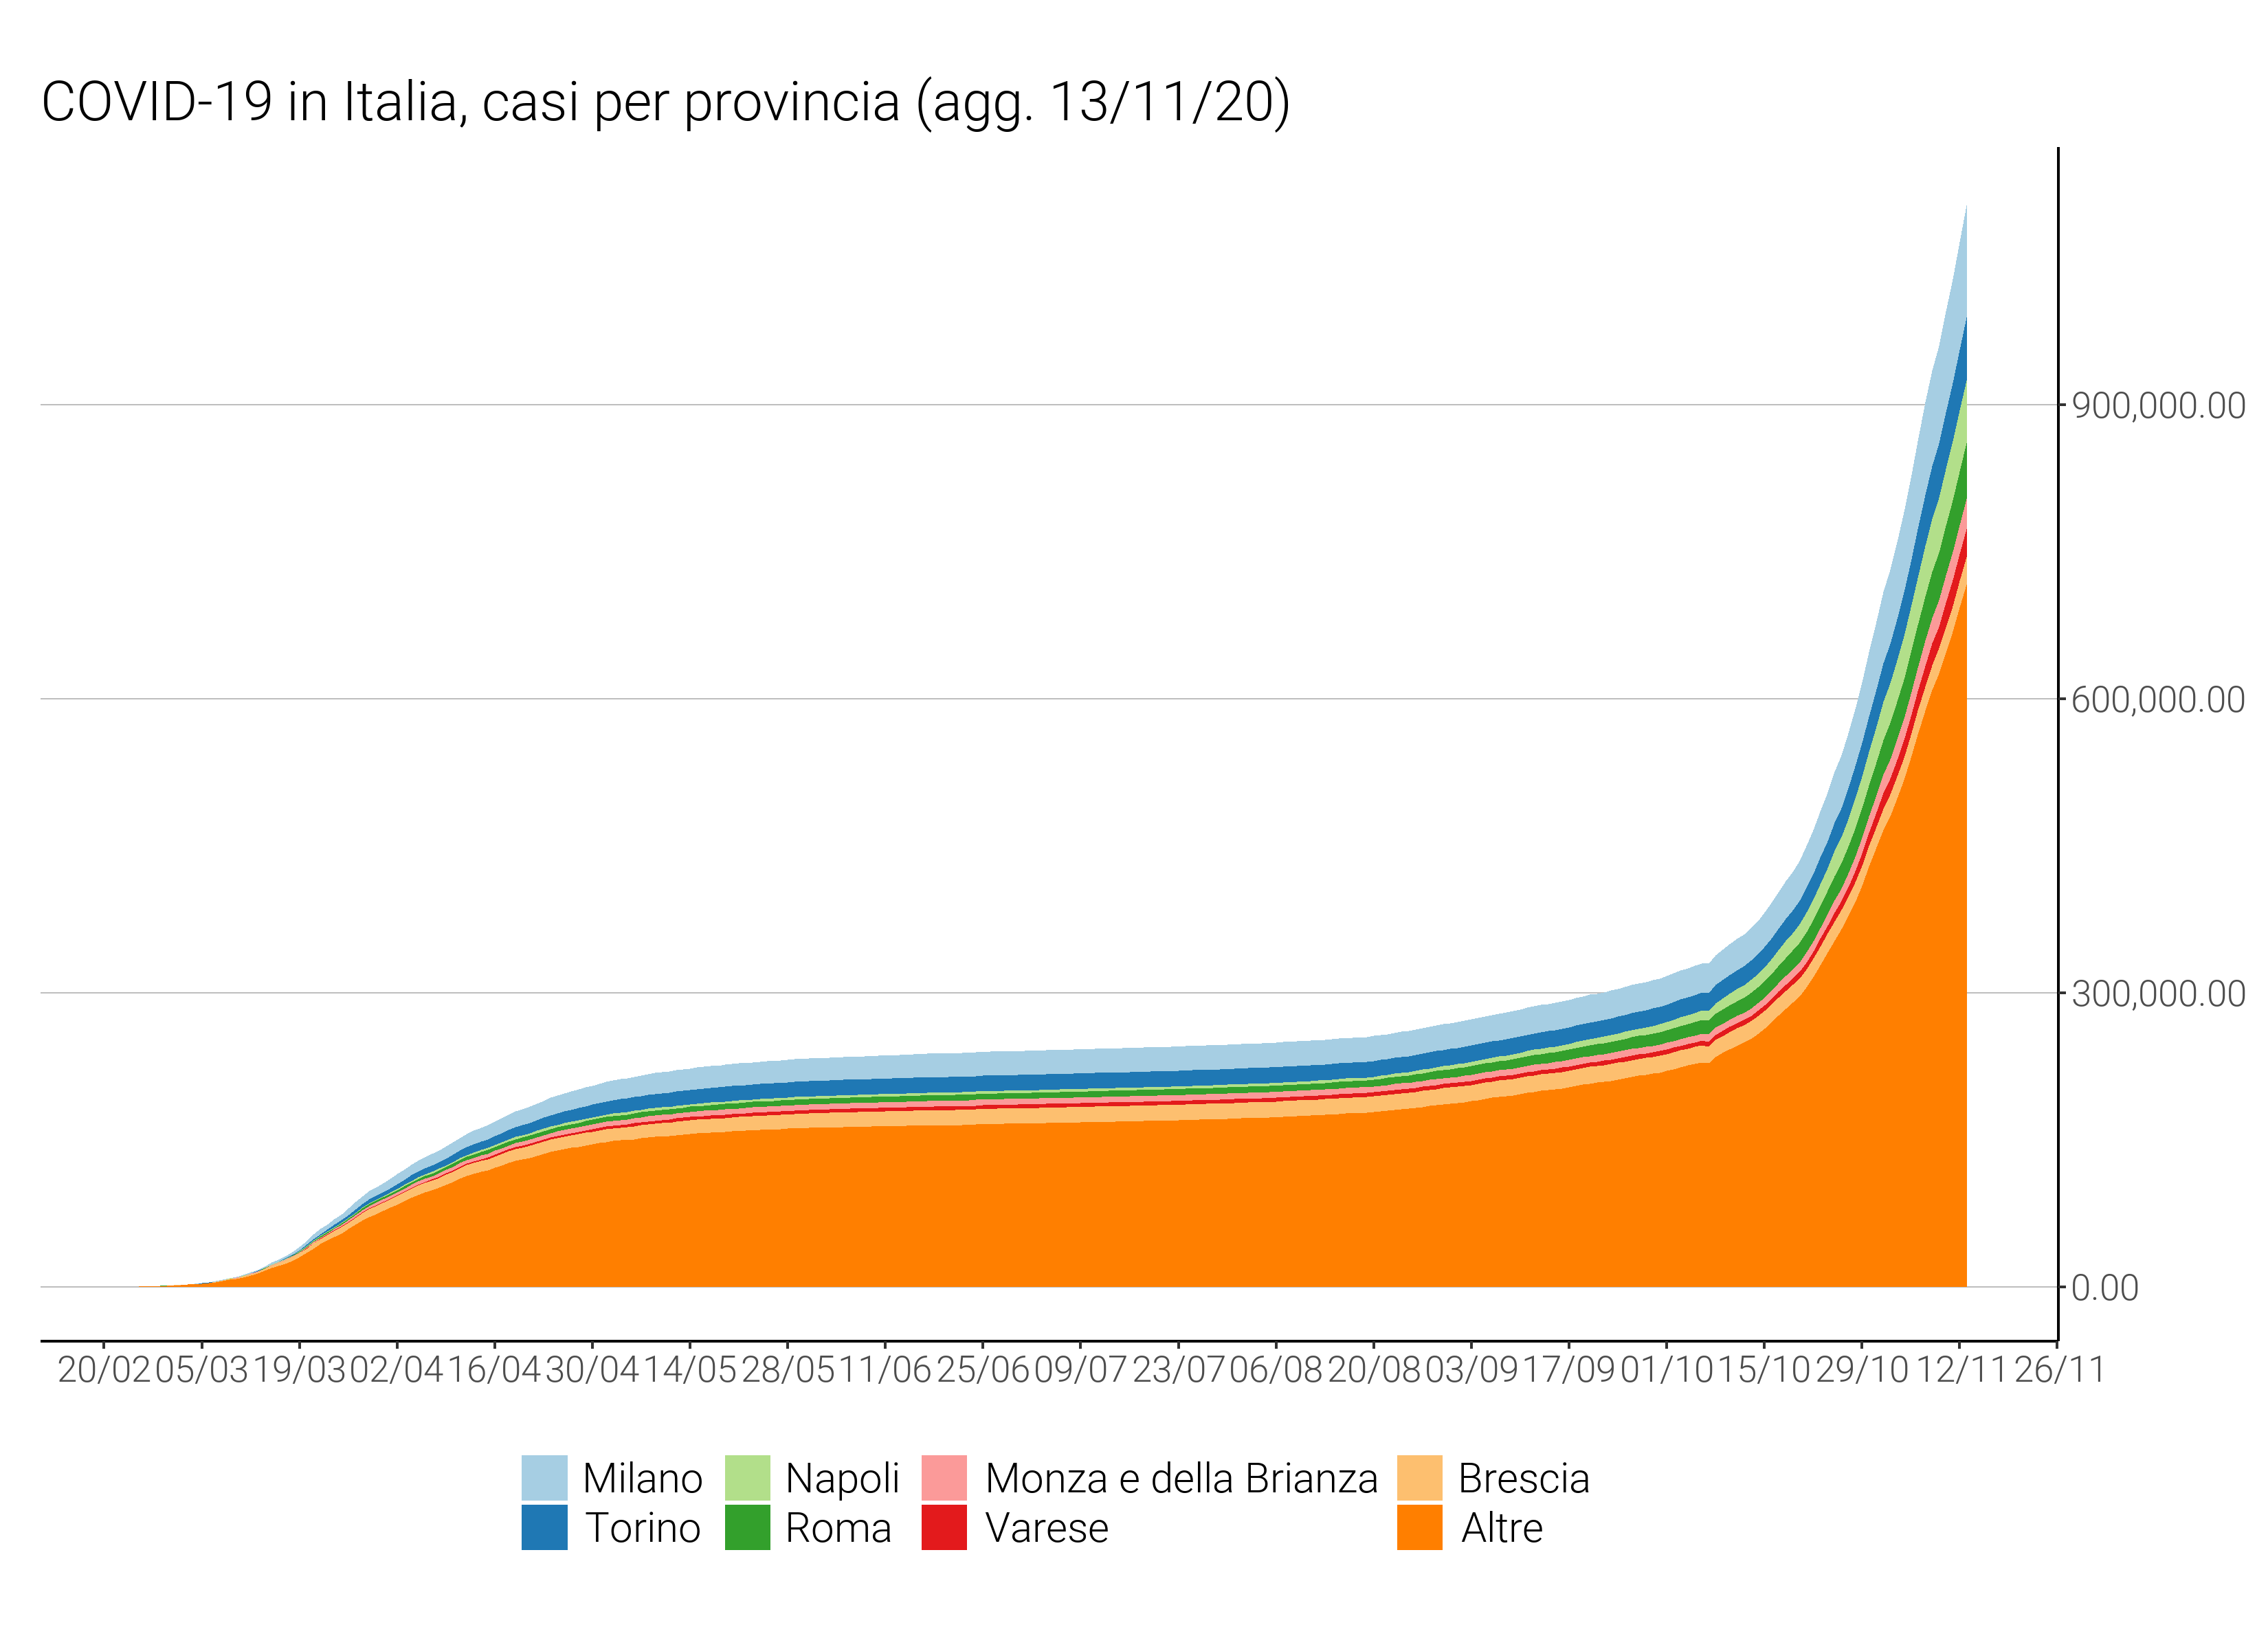 COVID-19 in Italia, casi per provincia (agg. 13/11/20)
900,000.00
600,000.00
300,000.00
0.00
20/02 05/03 19/03 02/04 16/04 30/04 14/05 28/05 11/06 25/06 09/07 23/07 06/08 20/08 03/09 17/09 01/10 15/10 29/10 12/11 26/11
Milano Napoli Monza e della Brianza Brescia
Torino Roma Varese Altre